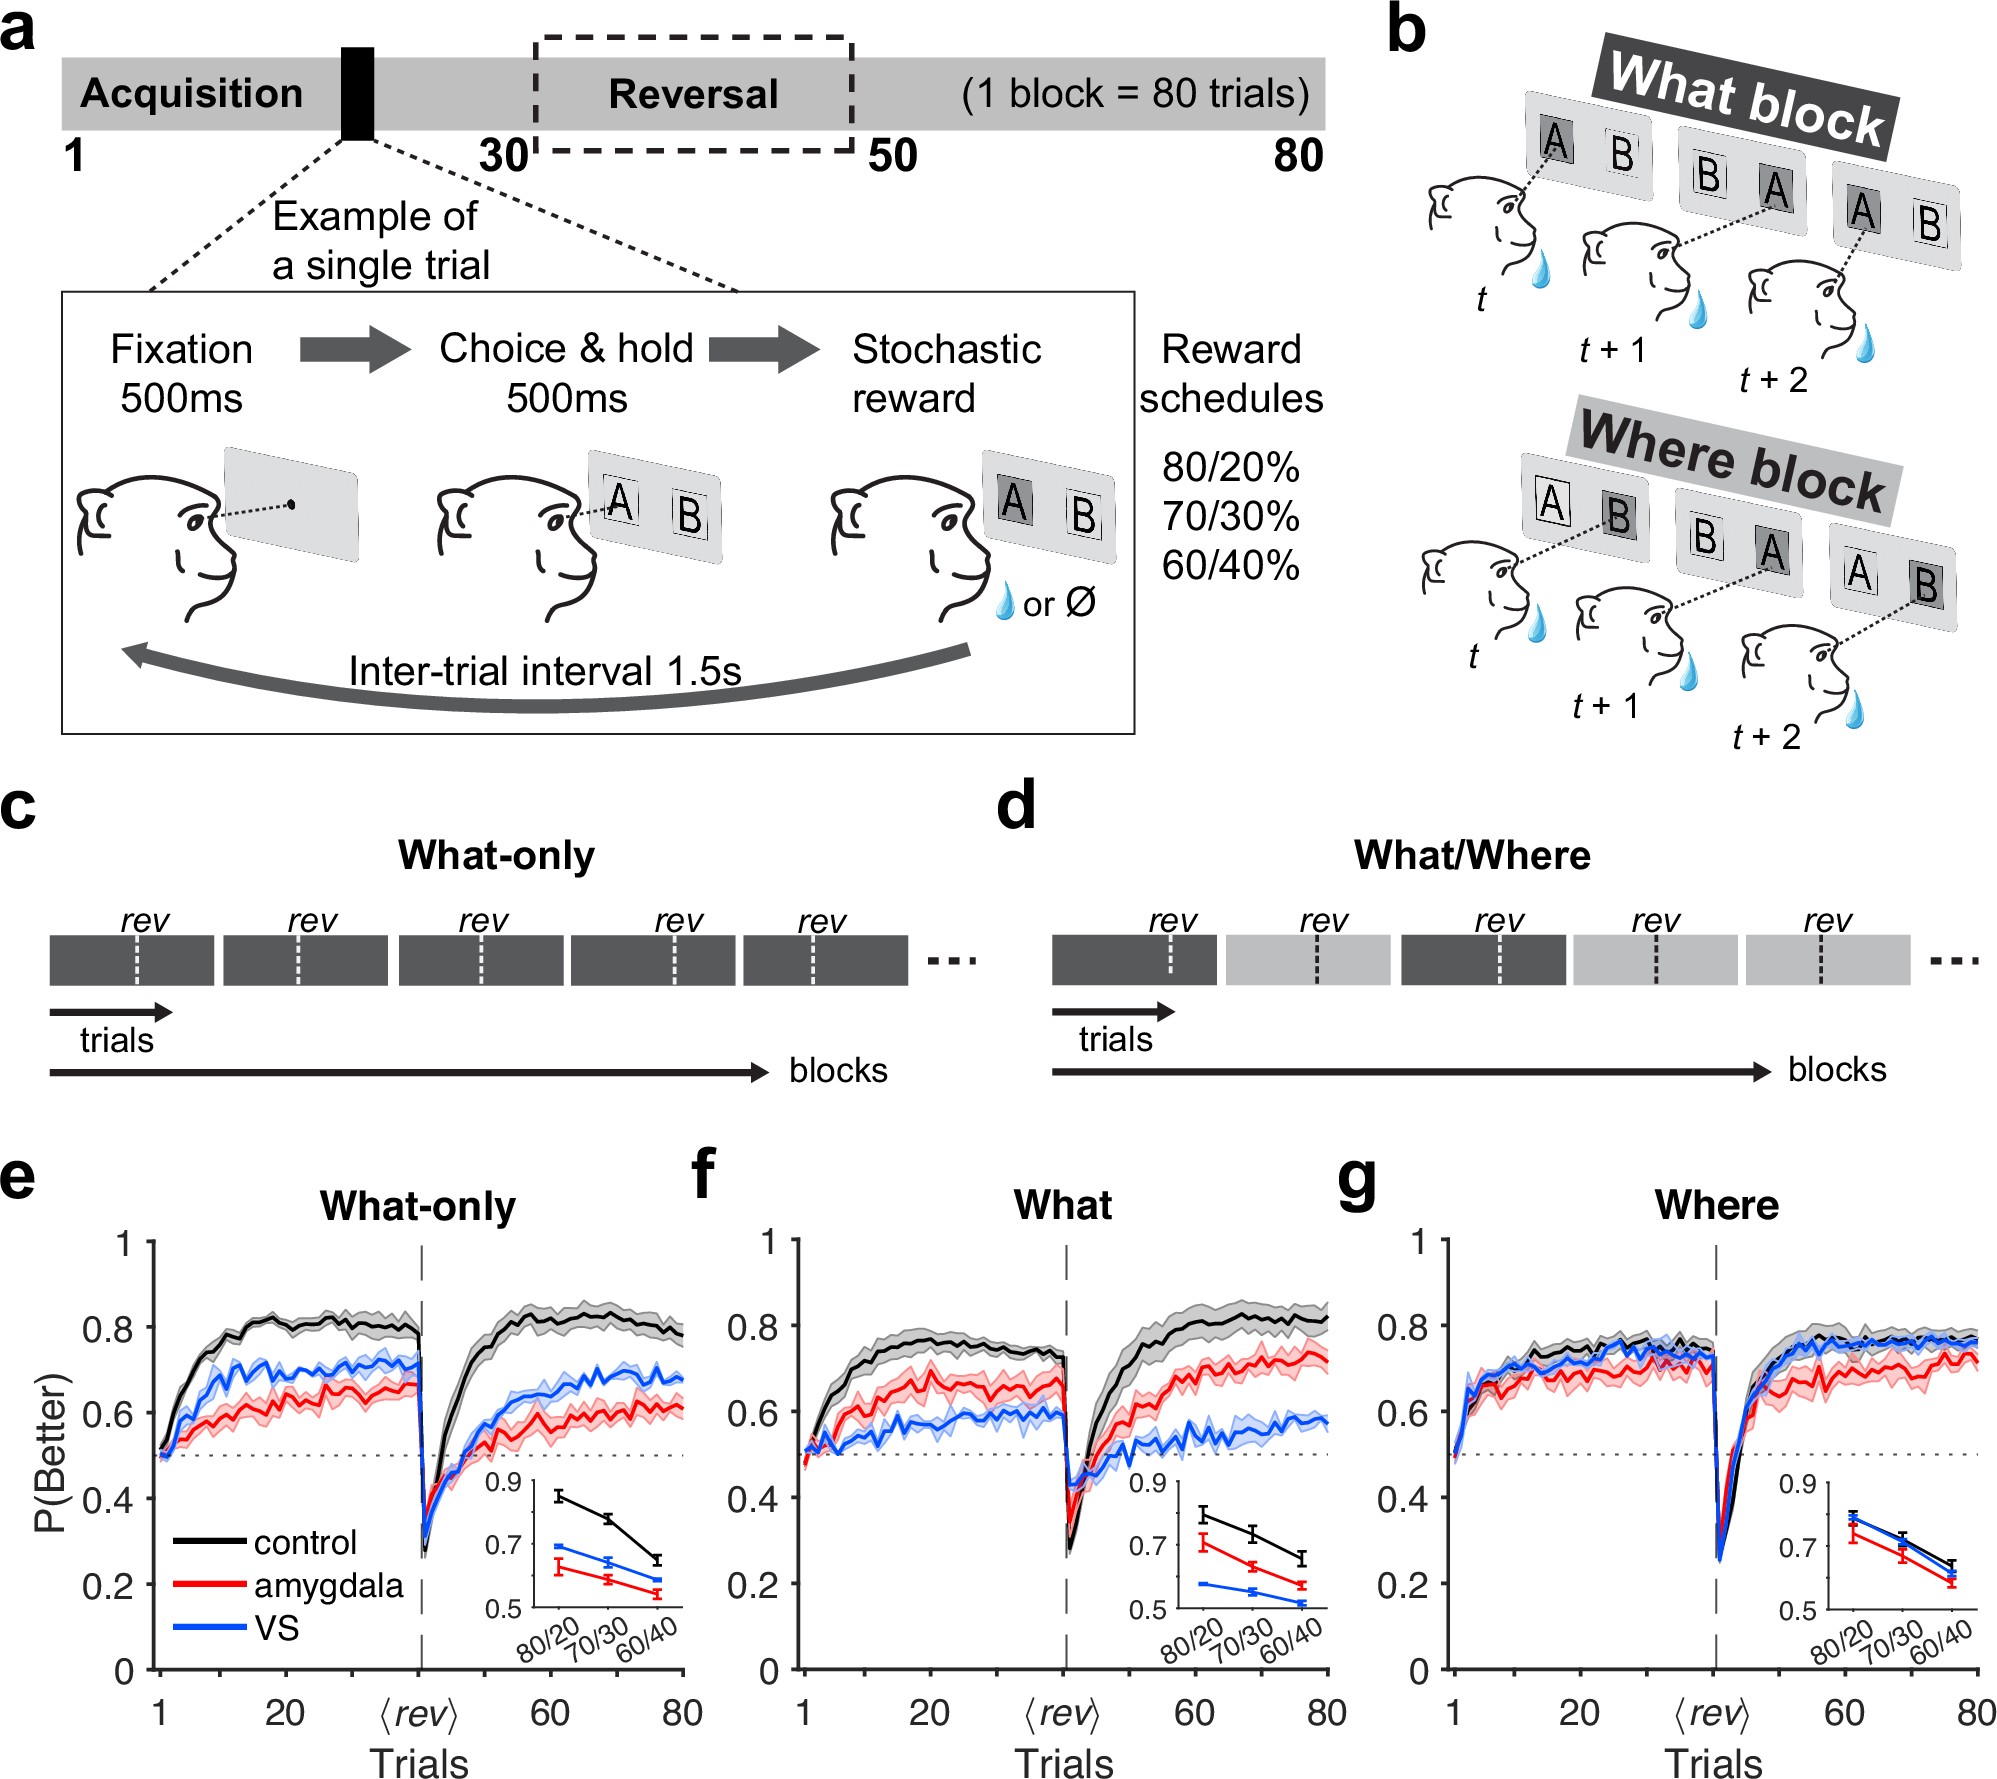 a
Acquisition
Reversal
(1 block = 80 trials)
1
30
50
80
Example of
a single trial
Fixation
500ms
Choice & hold
500ms
Stochastic
reward
A
B
A
B
or Ø
Inter-trial interval 1.5s
Reward
schedules
80/20%
70/30%
60/40%
b
What block
A
B
B
A
A
B
t
t + 1
t + 2
Where block
A
B
B
A
A
B
t
t + 1
t + 2
c
What-only
rev
rev
rev
rev
rev
trials
blocks
d
What/Where
rev
rev
rev
rev
rev
trials
blocks
e
What-only
P(Better)
1
0.8
0.6
0.4
0.2
0
control
amygdala
VS
0.9
0.7
0.5
80/20
70/30
60/40
1
20
⟨rev⟩
60
80
Trials
f
What
1
0.8
0.6
0.4
0.2
0
0.9
0.7
0.5
80/20
70/30
60/40
1
20
⟨rev⟩
60
80
Trials
g
Where
1
0.8
0.6
0.4
0.2
0
0.9
0.7
0.5
80/20
70/30
60/40
1
20
⟨rev⟩
60
80
Trials